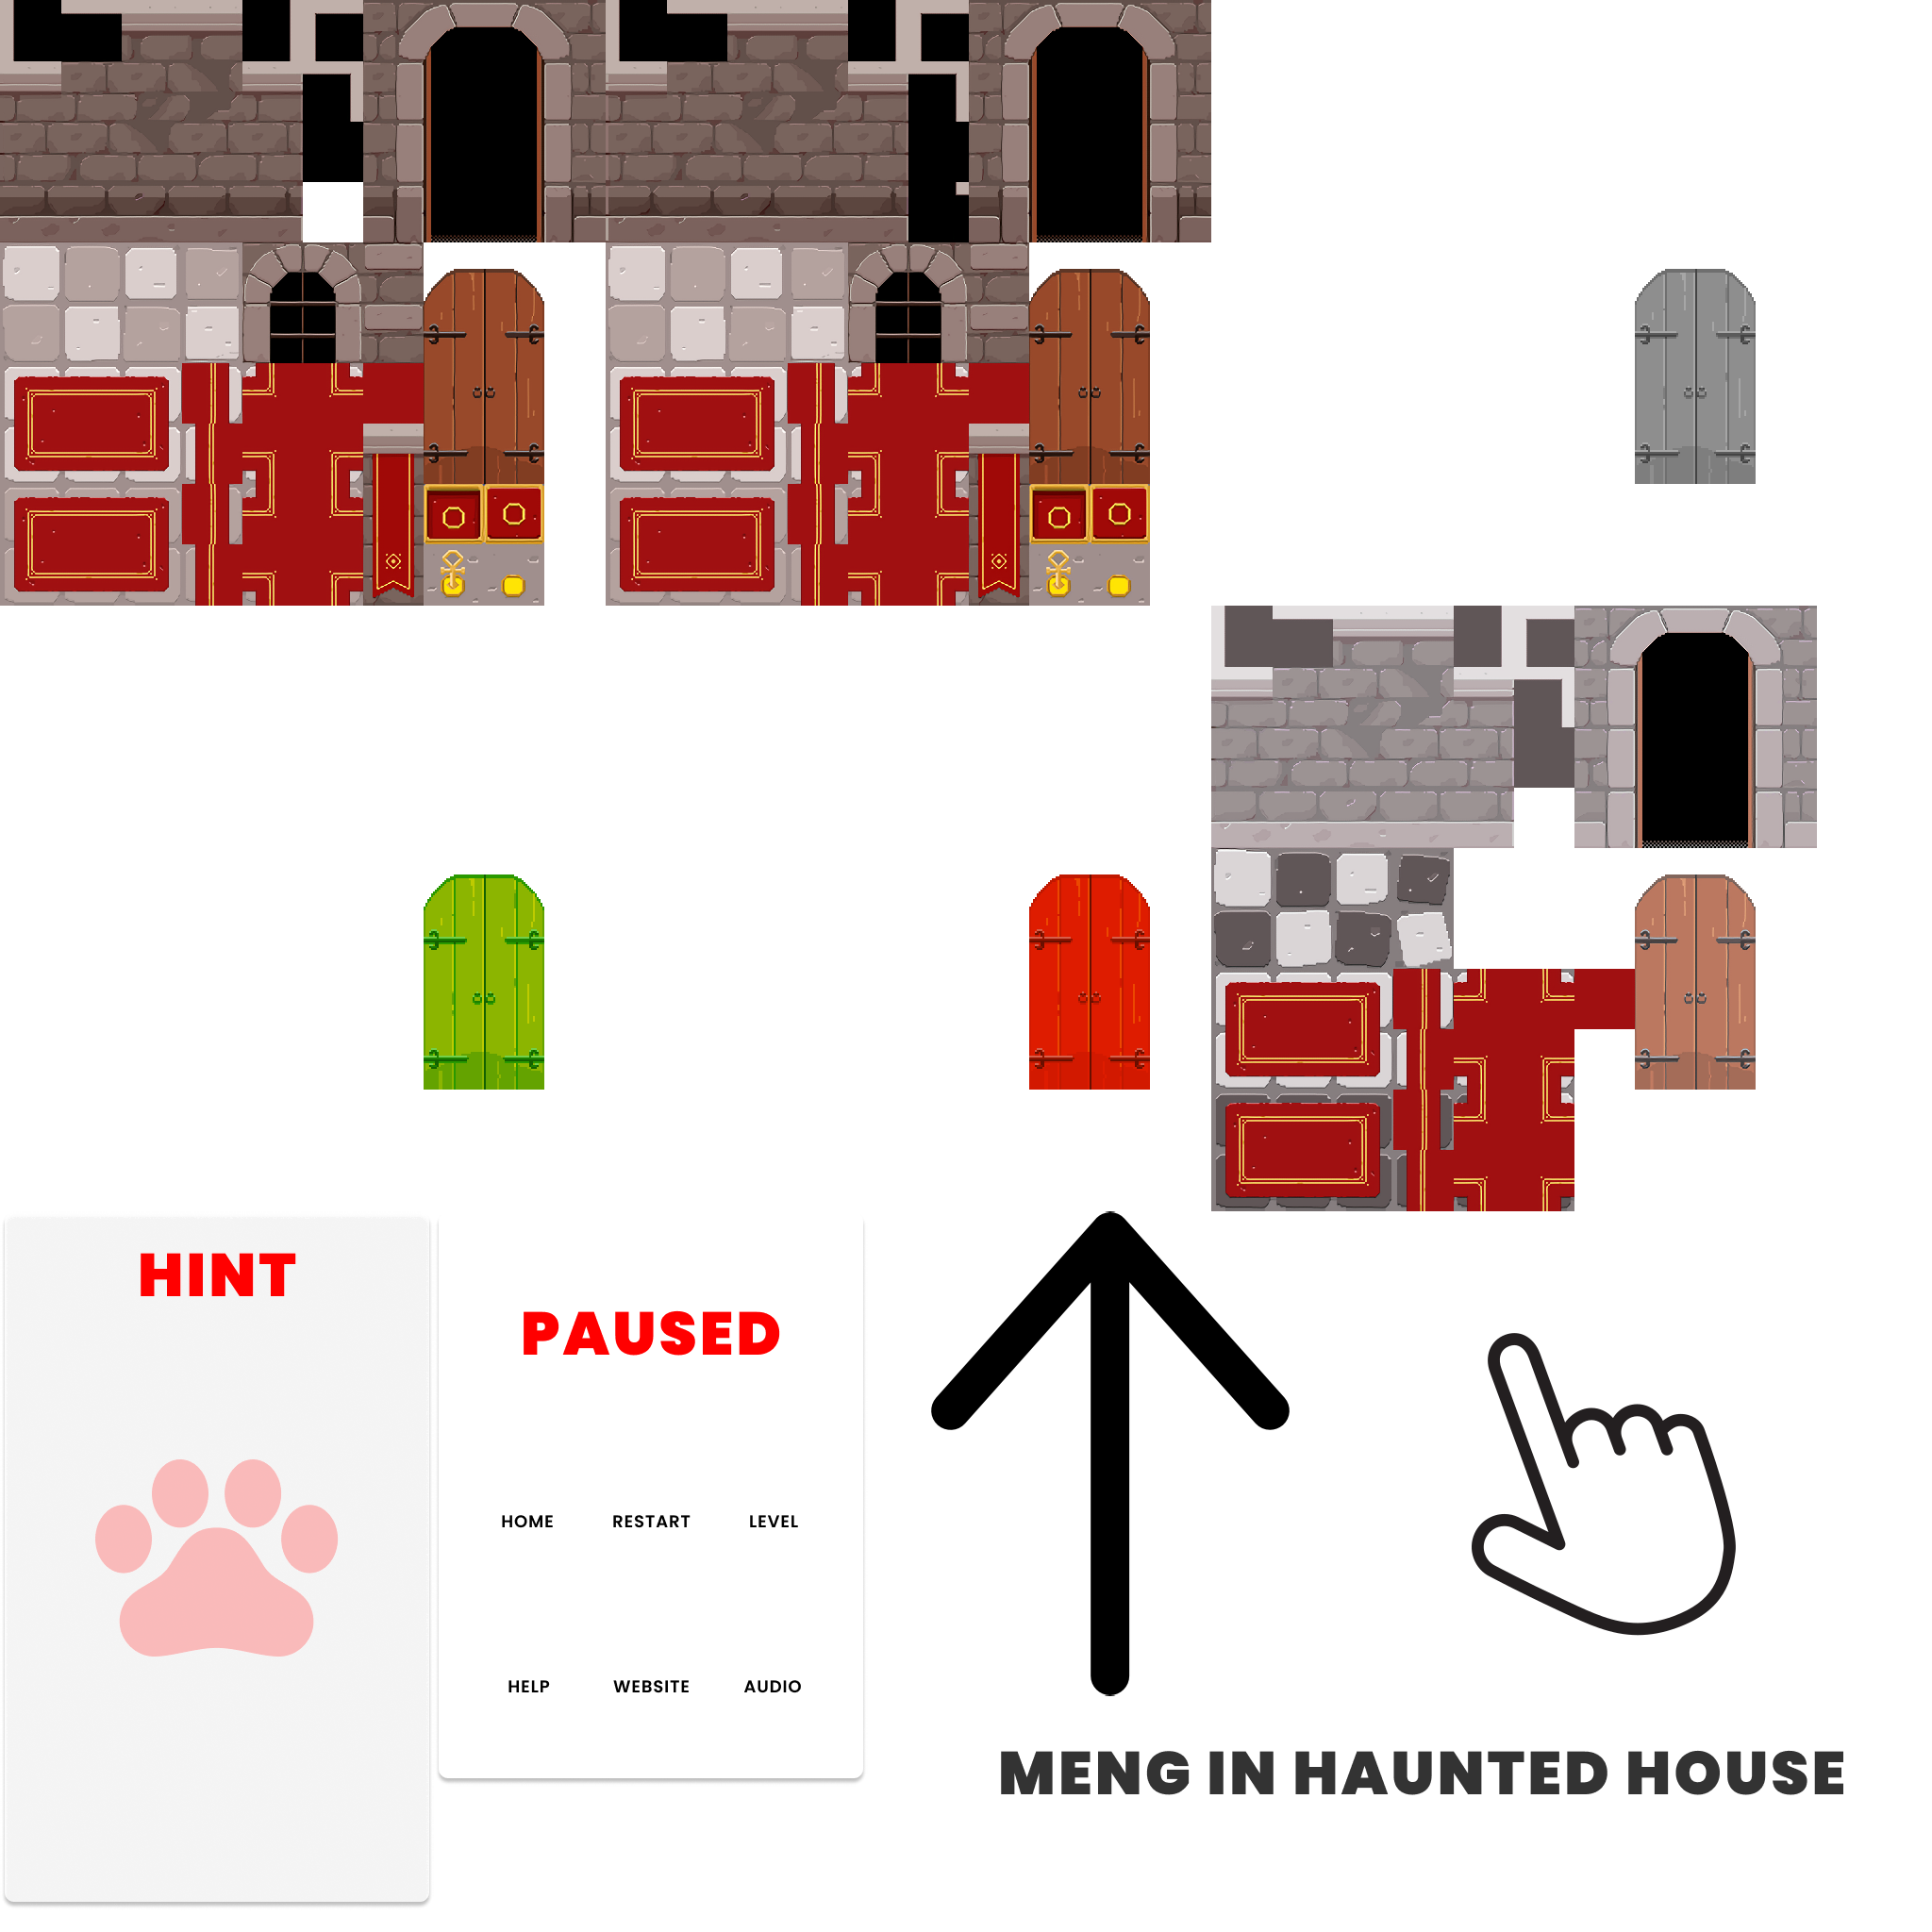 HINT
PAUSED
HOME RESTART LEVEL
HELP WEBSITE AUDIO
MENG IN HAUNTED HOUSE